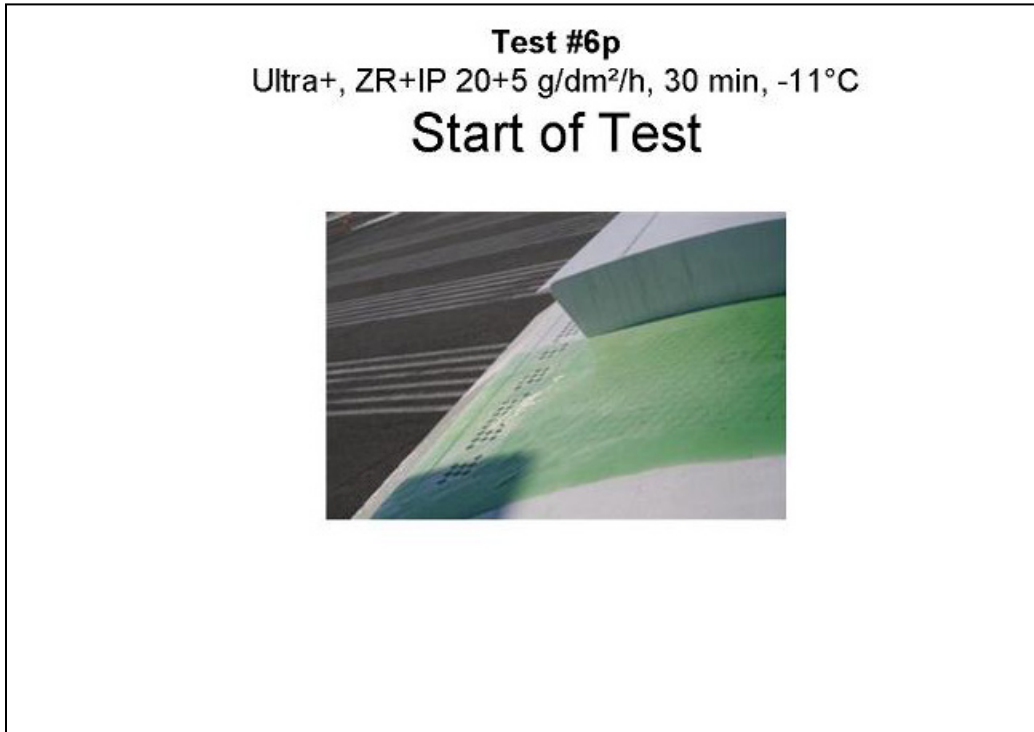 Test #6p
Ultra+, ZR+IP 20+5 g/dm²/h, 30 min, -11°C
Start of Test